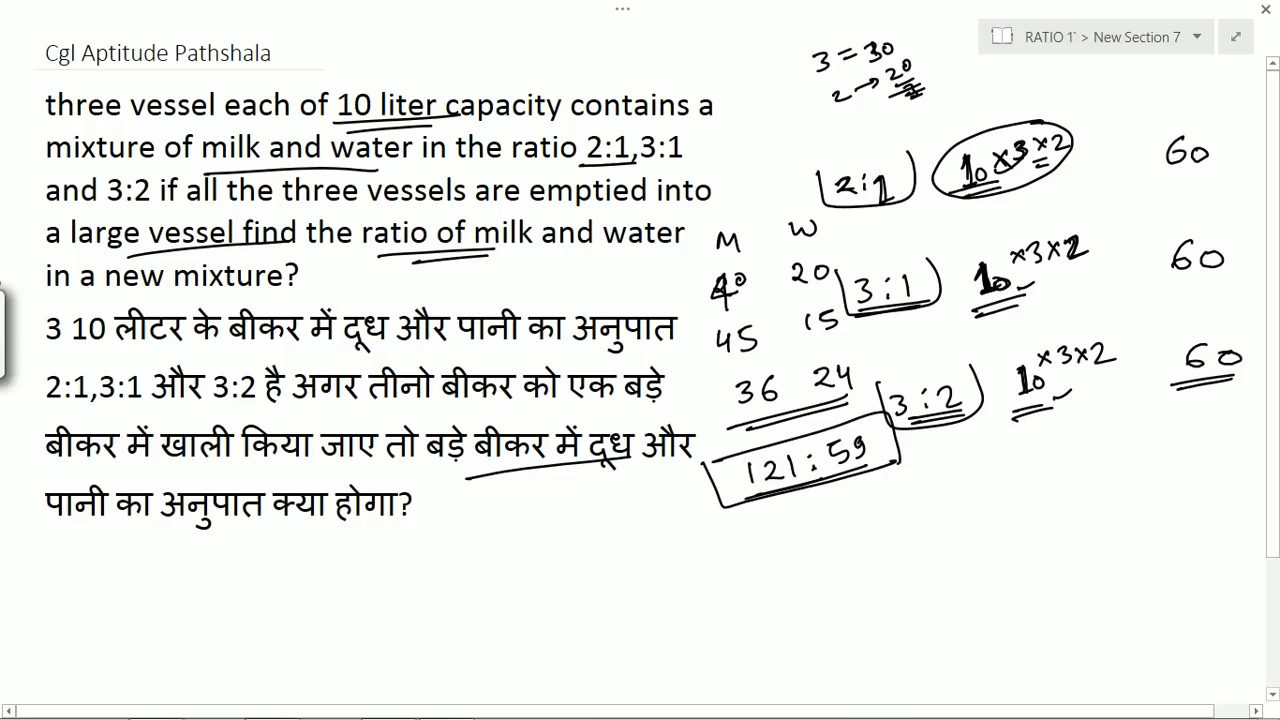 ...
RATIO 1` > New Section 7
Cgl Aptitude Pathshala
three vessel each of 10 liter capacity contains a
mixture of milk and water in the ratio 2:1,3:1
and 3:2 if all the three vessels are emptied into
a large vessel find the ratio of milk and water
in a new mixture?
3 10 लीटर के बीकर में दूध और पानी का अनुपात
2:1,3:1 और 3:2 है अगर तीनो बीकर को एक बड़े
बीकर में खाली किया जाए तो बड़े बीकर में दूध और
पानी का अनुपात क्या होगा?
3 = 30
2 → 20
2:1 10×3×2 60
M W
40 20 3:1 10×3×2 60
45 15
36 24 3:2 10×3×2 60
121:59